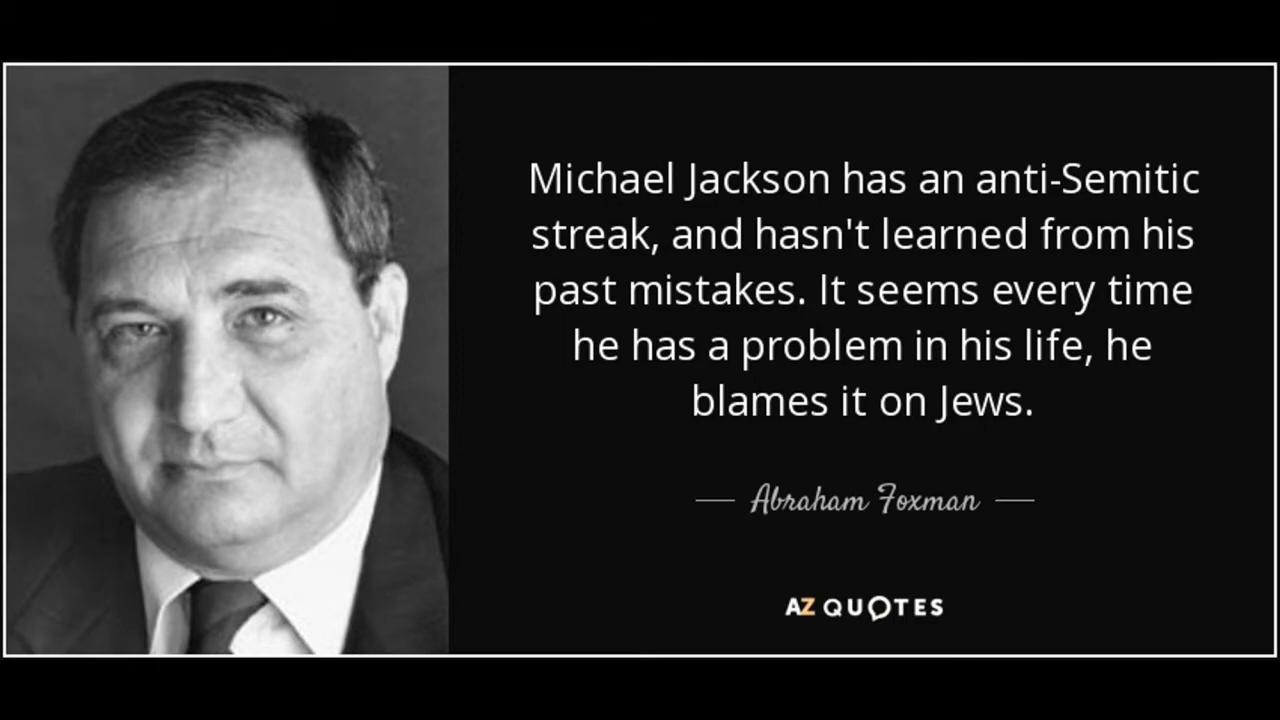 Michael Jackson has an anti-Semitic
streak, and hasn't learned from his
past mistakes. It seems every time
he has a problem in his life, he
blames it on Jews.
Abraham Foxman
AZ QUOTES